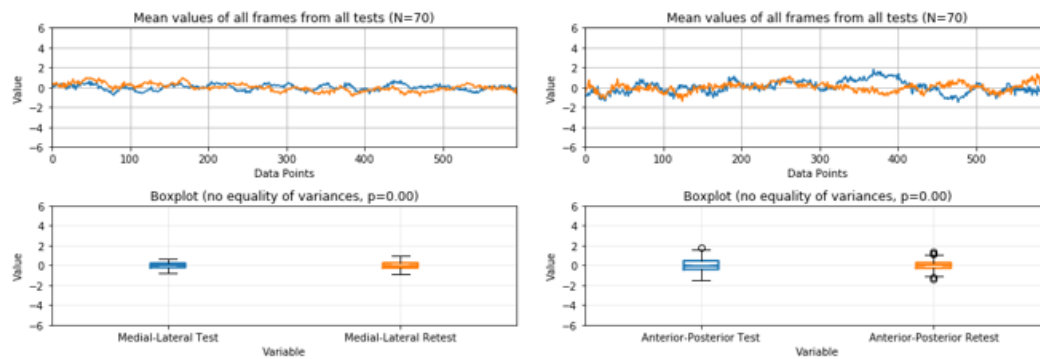 Mean values of all frames from all tests (N=70)
6
4
2
0
−2
−4
−6
Value
0 100 200 300 400 500
Data Points
Mean values of all frames from all tests (N=70)
6
4
2
0
−2
−4
−6
Value
0 100 200 300 400 500
Data Points
Boxplot (no equality of variances, p=0.00)
6
4
2
0
−2
−4
−6
Value
Medial-Lateral Test Medial-Lateral Retest
Variable
Boxplot (no equality of variances, p=0.00)
6
4
2
0
−2
−4
−6
Value
Anterior-Posterior Test Anterior-Posterior Retest
Variable